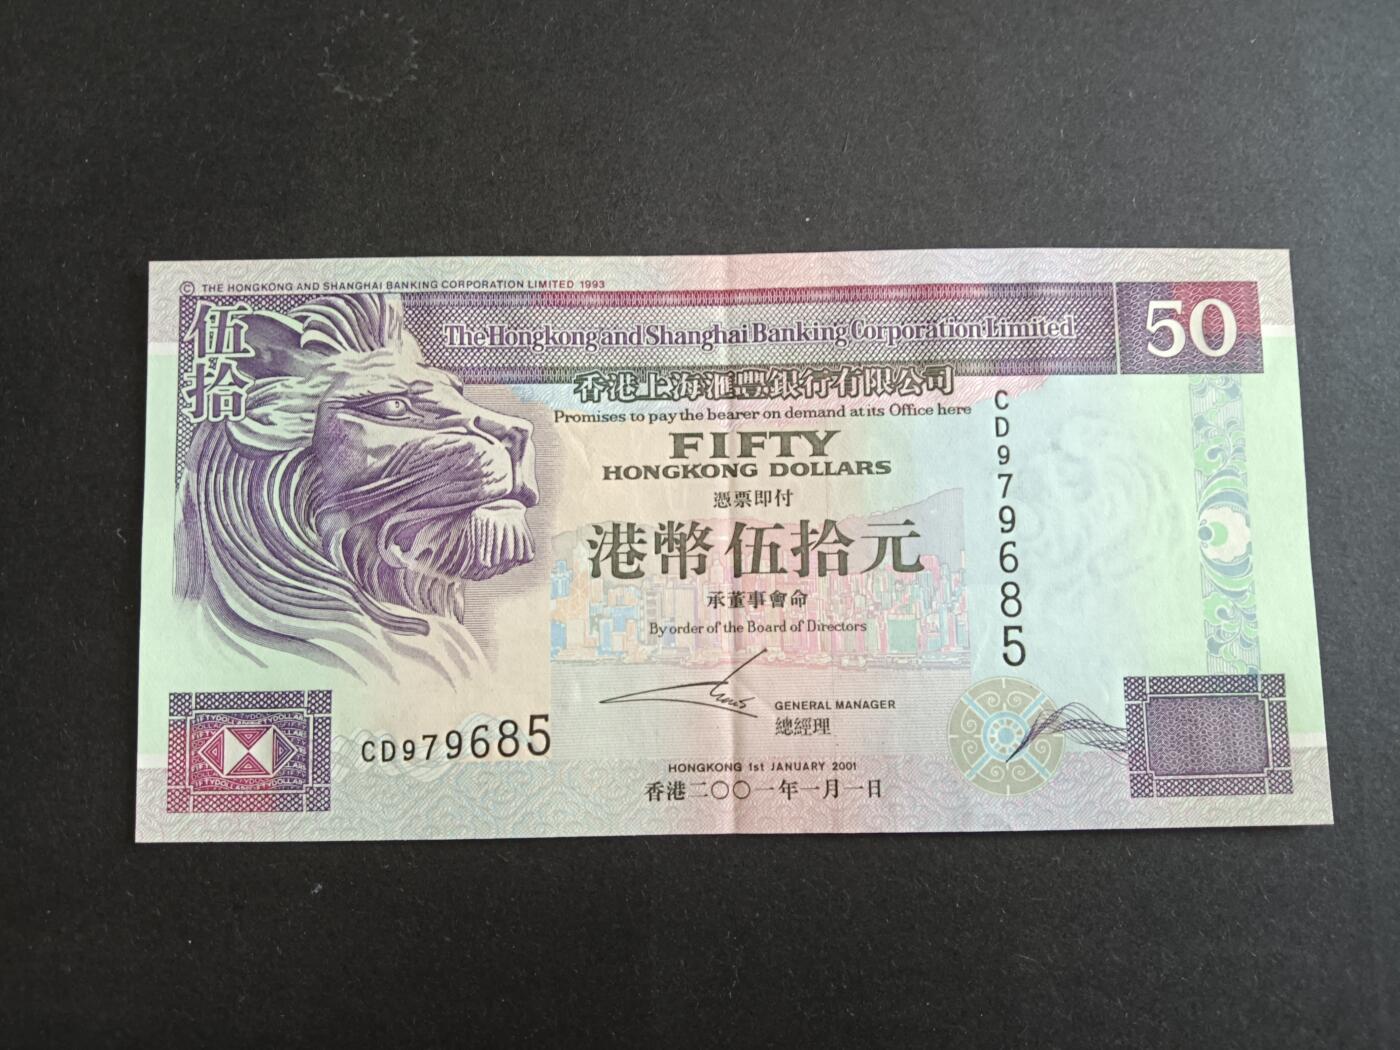 © THE HONGKONG AND SHANGHAI BANKING CORPORATION LIMITED 1993
伍拾
The Hongkong and Shanghai Banking Corporation Limited
50
香港上海滙豐銀行有限公司
Promises to pay the bearer on demand at its Office here
FIFTY
HONGKONG DOLLARS
憑票即付
港幣伍拾元
承董事會命
By order of the Board of Directors
CD979685
GENERAL MANAGER
總經理
CD979685
HONGKONG 1st JANUARY 2001
香港二〇〇一年一月一日